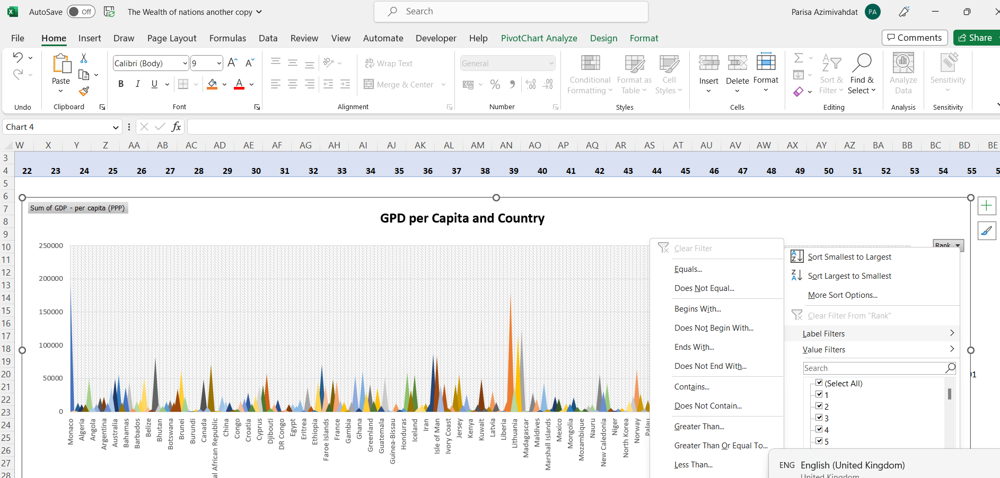 AutoSave Off The Wealth of nations another copy Search Parisa Azimivahdat PA
File Home Insert Draw Page Layout Formulas Data Review View Automate Developer Help PivotChart Analyze Design Format Comments Share
Calibri (Body) 9 Wrap Text General
Paste B I U A Merge & Center % .00 Conditional Formatting Format as Table Cell Styles Insert Delete Format Sort & Filter Find & Select Analyze Data Sensitivity
Undo Clipboard Font Alignment Number Styles Cells Editing Analysis Sensitivity
Chart 4 fx
W X Y Z AA AB AC AD AE AF AG AH AI AJ AK AL AM AN AO AP AQ AR AS AT AU AV AW AX AY AZ BA BB BC BD BE
3
4 22 23 24 25 26 27 28 29 30 31 32 33 34 35 36 37 38 39 40 41 42 43 44 45 46 47 48 49 50 51 52 53 54 55
5
6
7 Sum of GDP - per capita (PPP)
8 GPD per Capita and Country
9
10 250000 Clear Filter Rank
11 Sort Smallest to Largest
12 200000 Equals... Sort Largest to Smallest
13 Does Not Equal...
14 More Sort Options...
15 150000 Begins With... Clear Filter From "Rank"
16 Does Not Begin With... Label Filters
17 100000 Ends With... Value Filters
18 Does Not End With... Search
19
20 50000 Contains... (Select All)
21 1
22 Does Not Contain... 2
23 0 Greater Than... 3
24 Greater Than Or Equal To... 4
25 Less Than... 5
26
27
28
Monaco Algeria Angola Argentina Australia Bahamas Barbados Belize Bhutan Botswana Brunei Burundi Canada al African Republic China Congo Croatia Cyprus Djibouti DR Congo Egypt Eritrea Ethiopia Faroe Islands France Gambia Ghana Greenland Guatemala Guinea-Bissau Honduras Iceland Iran Isle of Man Ivory Coast Jersey Kenya Kuwait Latvia Liberia Lithuania Madagascar Maldives Marshall Islands Mexico Mongolia Mozambique Nauru New Caledonia Niger North Korea Norway Palau
ENG English (United Kingdom)
United Kingdom